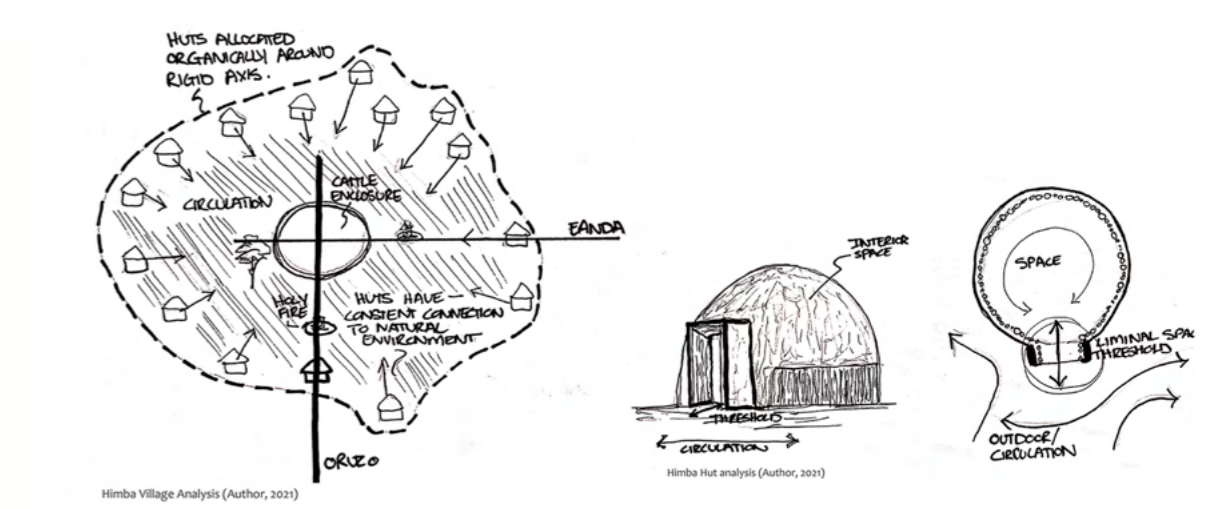 HUTS ALLOCATED
ORGANICALLY AROUND
RIGID AXIS.
CIRCULATION
CATTLE
ENCLOSURE
EANDA
HOLY
FIRE
HUTS HAVE
CONSTENT CONNECTION
TO NATURAL
ENVIRONMENT
ORUZO
Himba Village Analysis (Author, 2021)
INTERIOR
SPACE
THRESHOLD
CIRCULATION
Himba Hut analysis (Author, 2021)
SPACE
LIMINAL SPA
THRESHOLD
OUTDOOR/
CIRCULATION